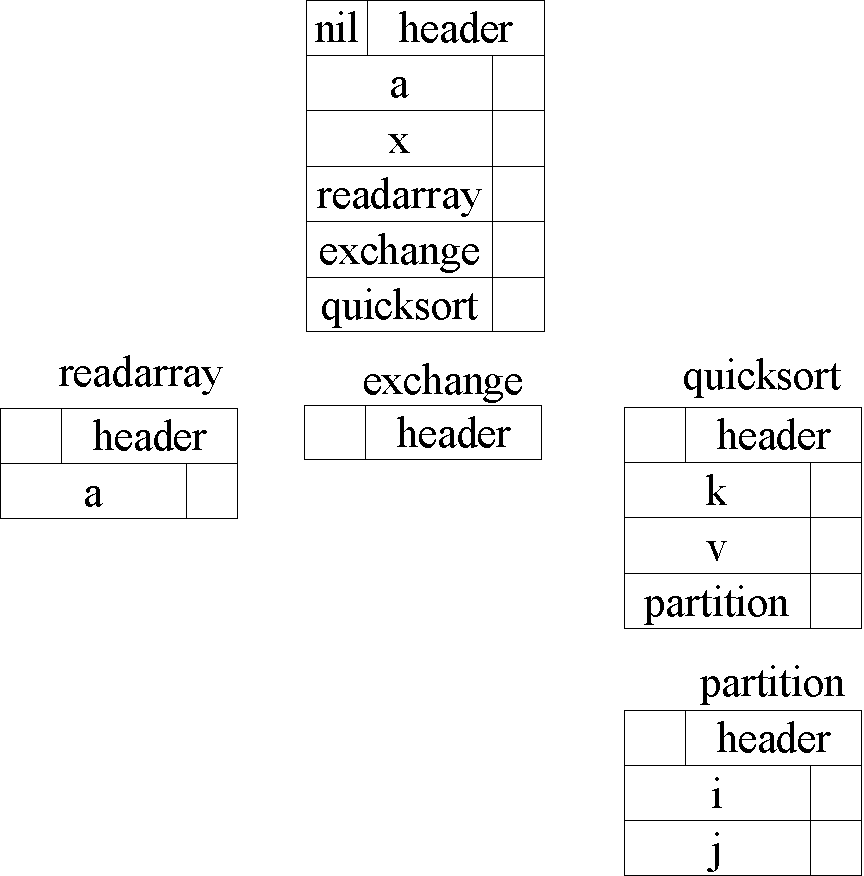 nil header
a
x
readarray
exchange
quicksort
readarray
header
a
exchange
header
quicksort
header
k
v
partition
partition
header
i
j